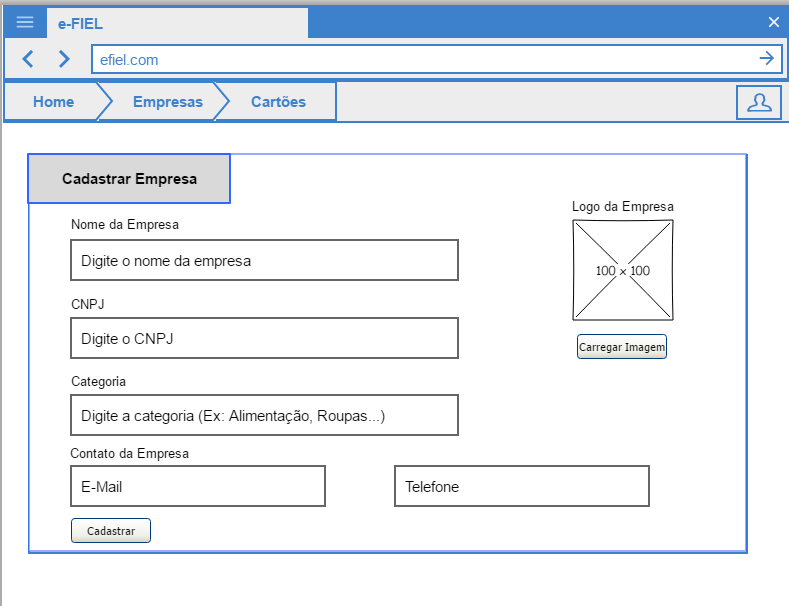 e-FIEL
efiel.com
Home Empresas Cartões
Cadastrar Empresa
Logo da Empresa
100 x 100
Carregar Imagem
Nome da Empresa
Digite o nome da empresa
CNPJ
Digite o CNPJ
Categoria
Digite a categoria (Ex: Alimentação, Roupas...)
Contato da Empresa
E-Mail
Telefone
Cadastrar